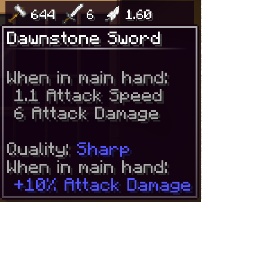 644 6 1.60
Dawnstone Sword
When in main hand:
1.1 Attack Speed
6 Attack Damage
Quality: Sharp
When in main hand:
+10% Attack Damage